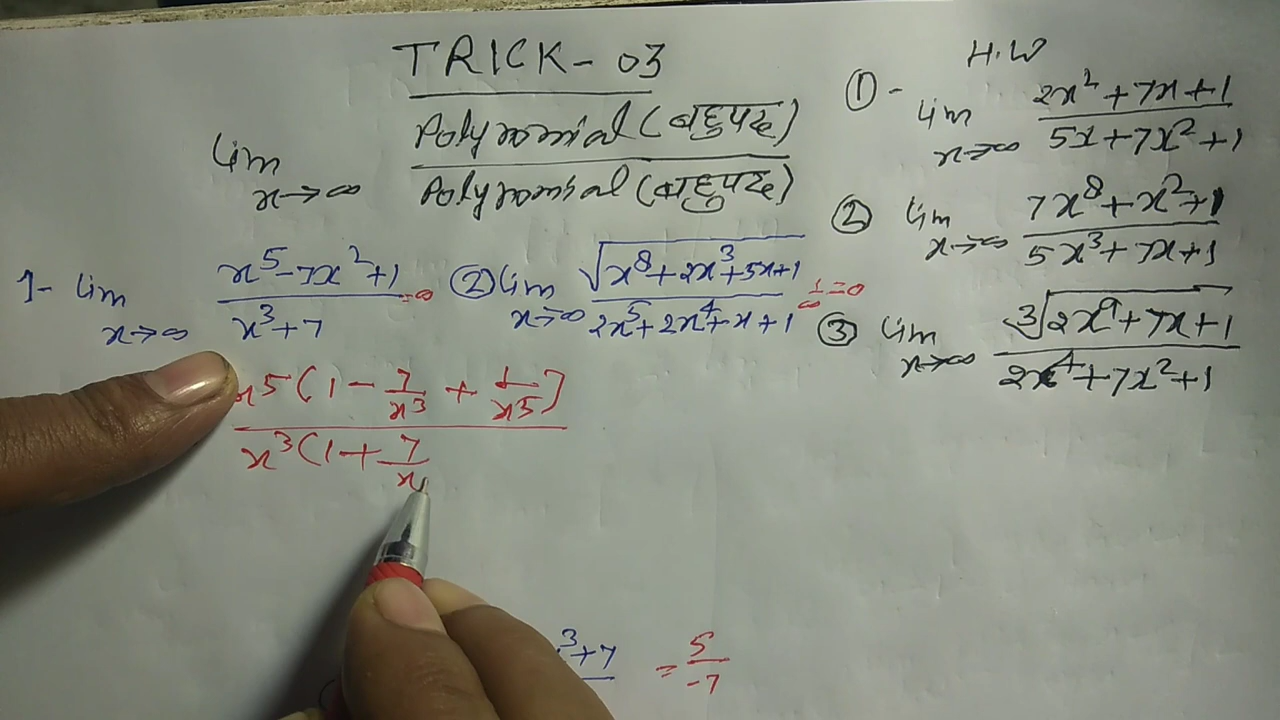 TRICK-03
lim x→∞ Polynomial(बहुपद) / Polynomial(बहुपद)
1- lim x→∞ x⁵-7x²+1 / x³+7 =∞
② lim x→∞ √(x⁸+2x³+5x+1) / 2x⁵+2x⁴+x+1 1/∞=0
x⁵(1-7/x³+1/x⁵)
x³(1+7/x
³+7 = 5/-7
H.W
①- lim x→∞ 2x²+7x+1 / 5x+7x²+1
② lim x→∞ 7x⁸+x²+1 / 5x³+7x+1
③ lim x→∞ ³√(2x⁹+7x+1) / 2x⁴+7x²+1